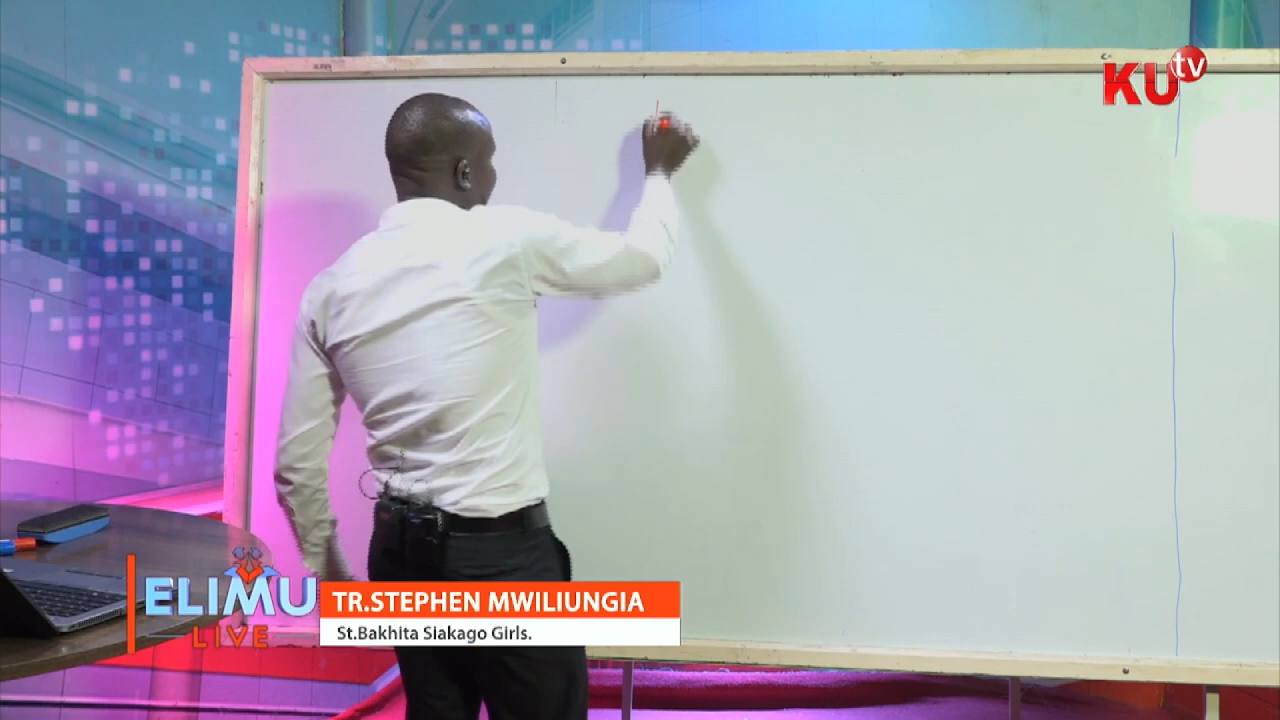 KU tv
ELIMU
LIVE
TR.STEPHEN MWILIUNGIA
St.Bakhita Siakago Girls.